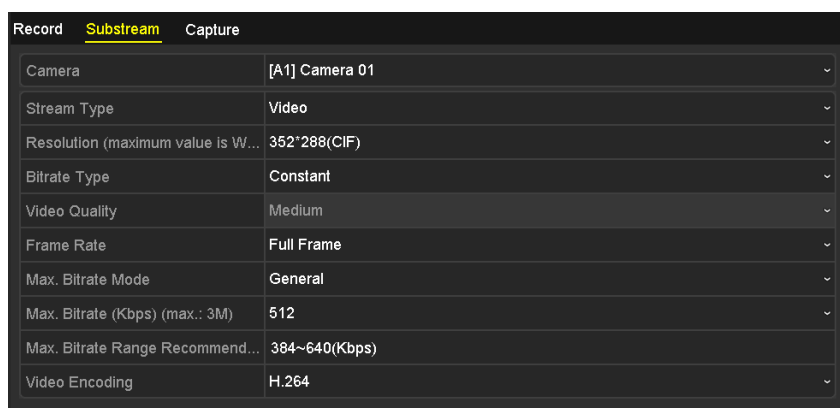 Record Substream Capture
Camera [A1] Camera 01
Stream Type Video
Resolution (maximum value is W... 352*288(CIF)
Bitrate Type Constant
Video Quality Medium
Frame Rate Full Frame
Max. Bitrate Mode General
Max. Bitrate (Kbps) (max.: 3M) 512
Max. Bitrate Range Recommend... 384~640(Kbps)
Video Encoding H.264